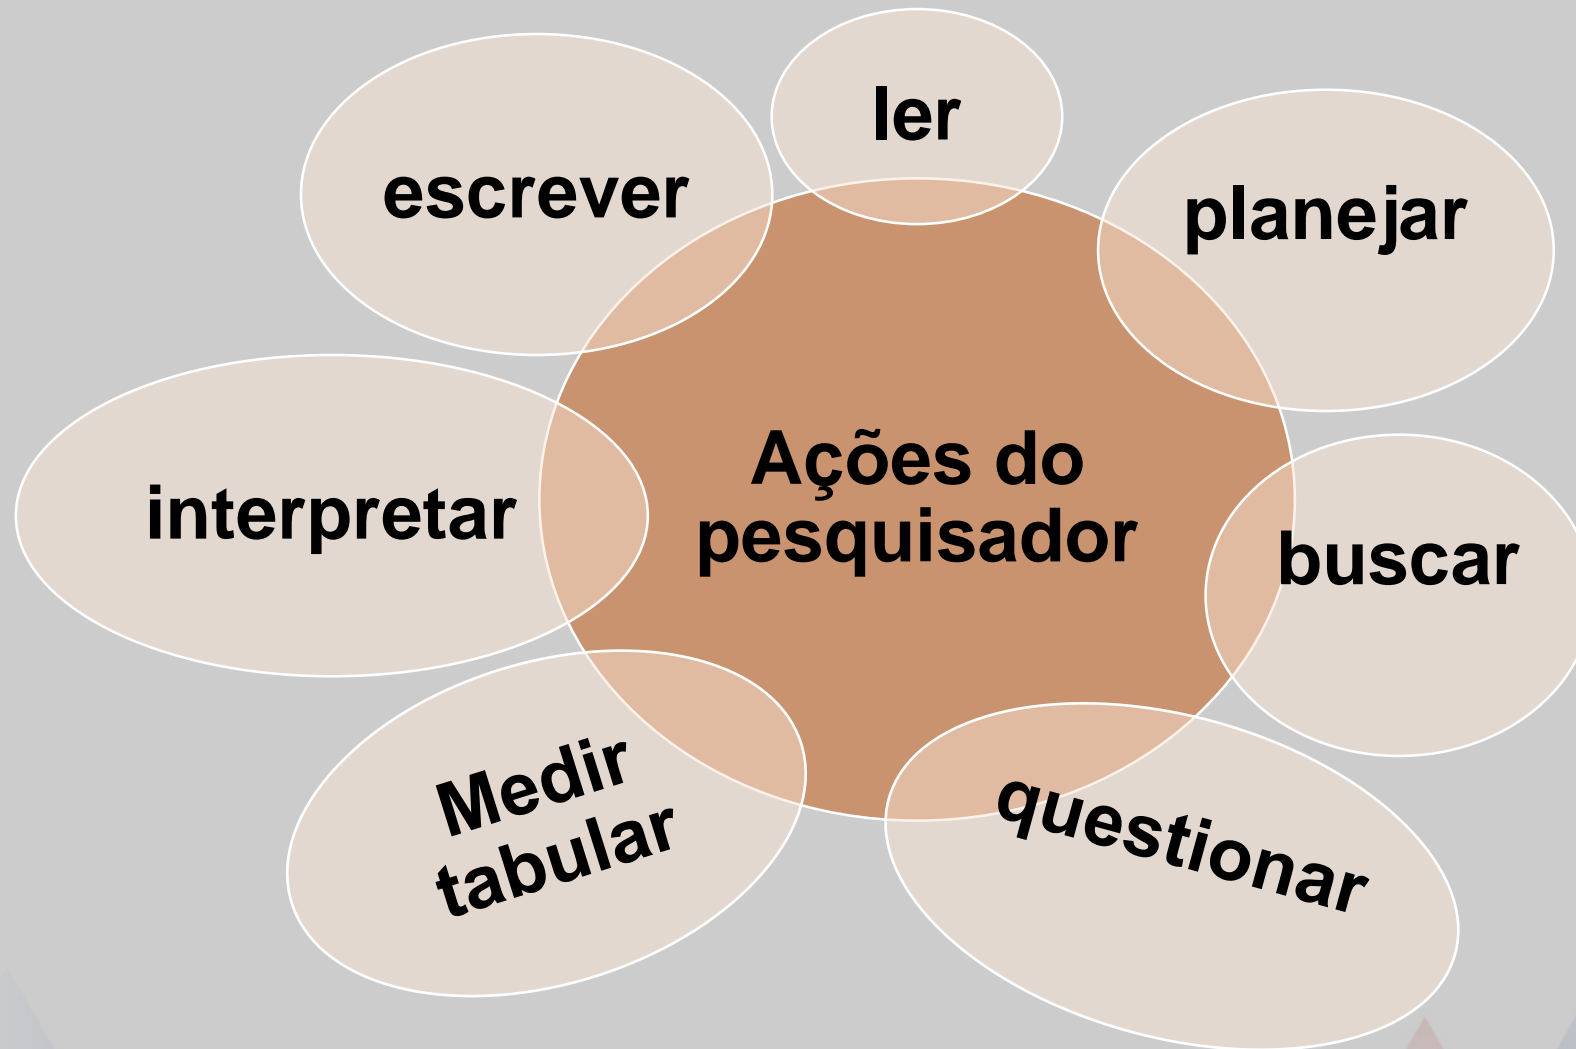 ler
escrever
planejar
Ações do
pesquisador
interpretar
buscar
Medir
tabular
questionar